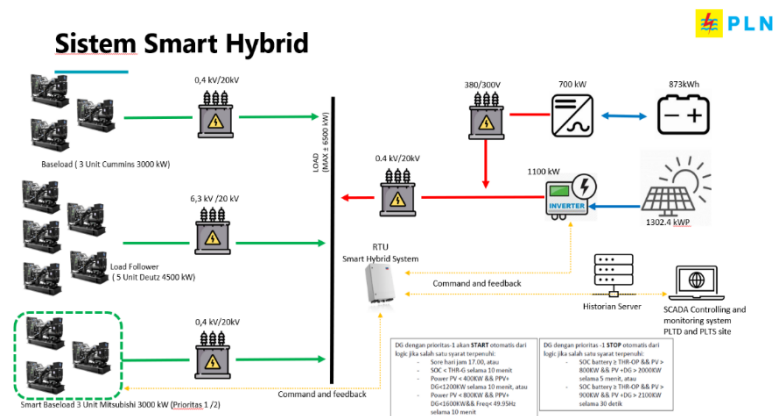 PLN
Sistem Smart Hybrid
0,4 kV/20kV
380/300V
700 kW
873kWh
Baseload ( 3 Unit Cummins 3000 kW)
LOAD
(MAX ± 6500 kW)
0.4 kV/20kV
1100 kW
INVERTER
1302.4 kWP
6,3 kV /20 kV
Load Follower
( 5 Unit Deutz 4500 kW)
RTU
Smart Hybrid System
Command and feedback
Historian Server
SCADA Controlling and
monitoring system
PLTD and PLTS site
0,4 kV/20kV
Command and feedback
Smart Baseload 3 Unit Mitsubishi 3000 kW (Prioritas 1 /2)
DG dengan prioritas-1 akan START otomatis dari
logic jika salah satu syarat terpenuhi:
- Sore hari jam 17.00, atau
- SOC < THR-G selama 10 menit
- Power PV < 400KW && PPV+
DG<1200KW selama 10 menit, atau
- Power PV < 800KW && PPV+
DG<1600KW&& Freq< 49.95Hz
selama 10 menit
DG dengan prioritas -1 STOP otomatis dari
logic jika salah satu syarat terpenuhi:
- SOC battery ≥ THR-OP && PV >
800KW && PV +DG > 2000KW
selama 5 menit, atau
- SOC battery ≥ THR-OP && PV >
900KW && PV +DG > 2100KW
selama 30 detik